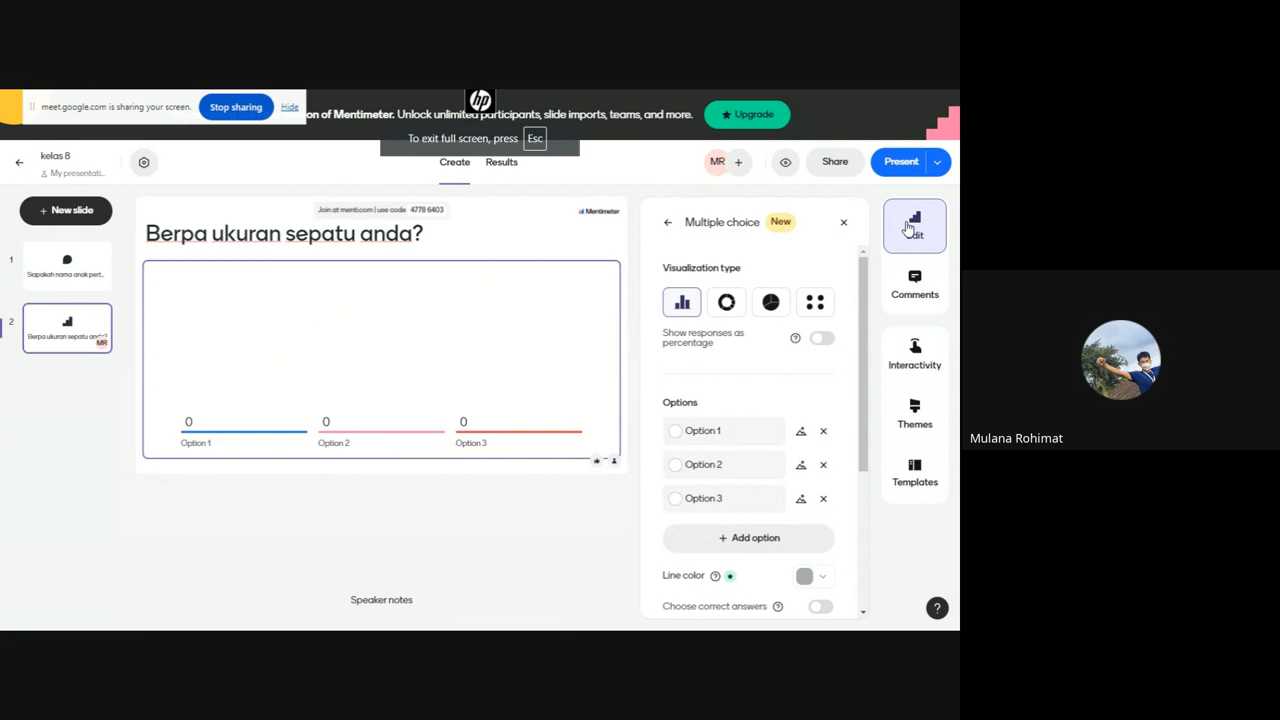 meet.google.com is sharing your screen.
Stop sharing
Hide
on of Mentimeter. Unlock unlimited participants, slide imports, teams, and more.
Upgrade
To exit full screen, press Esc
kelas 8
My presentati...
Create
Results
MR
Share
Present
+ New slide
1
Siapakah nama anak pert...
2
Berpa ukuran sepatu anda?
MR
Join at menti.com | use code 4778 6403
Mentimeter
Berpa ukuran sepatu anda?
0
0
0
Option 1
Option 2
Option 3
Speaker notes
Multiple choice
New
Visualization type
Show responses as
percentage
Options
Option 1
Option 2
Option 3
+ Add option
Line color
Choose correct answers
Edit
Comments
Interactivity
Themes
Templates
?
hp
Mulana Rohimat